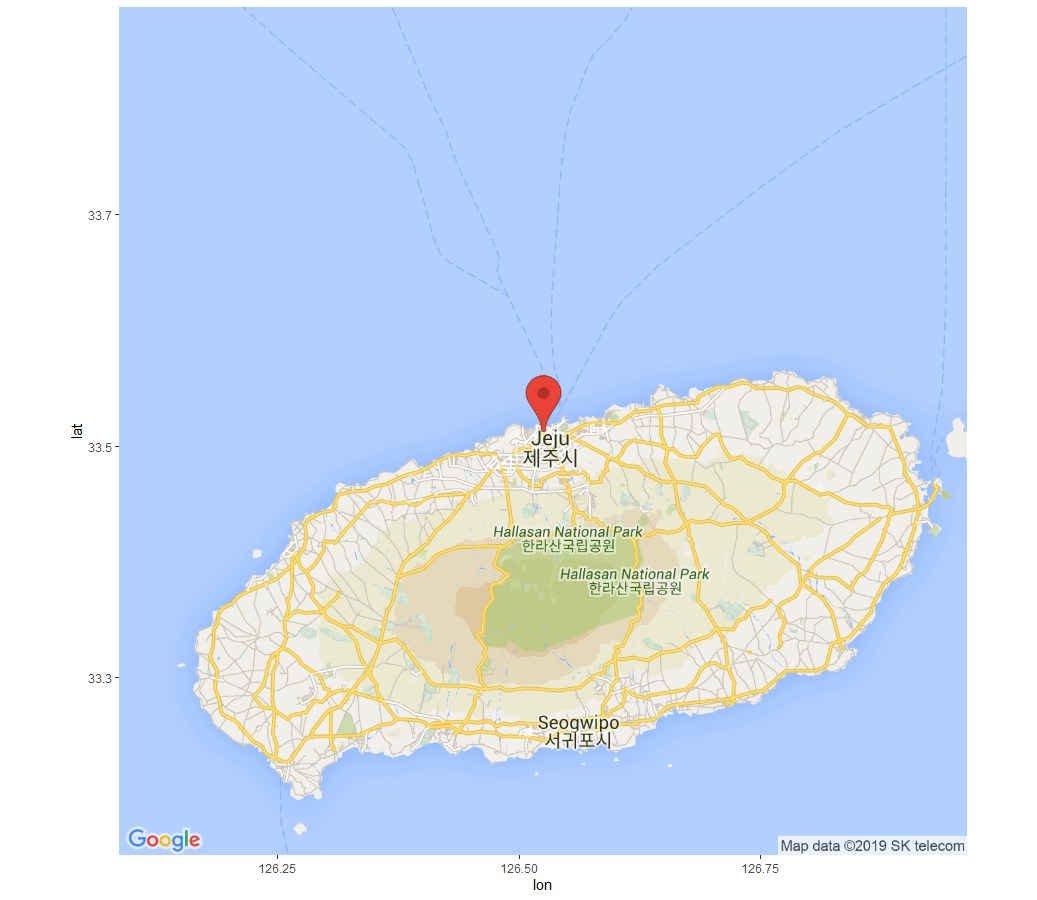 33.7
lat
33.5
33.3
Jeju
제주시
Hallasan National Park
한라산국립공원
Hallasan National Park
한라산국립공원
Seogwipo
서귀포시
Google
Map data ©2019 SK telecom
126.25
126.50
126.75
lon